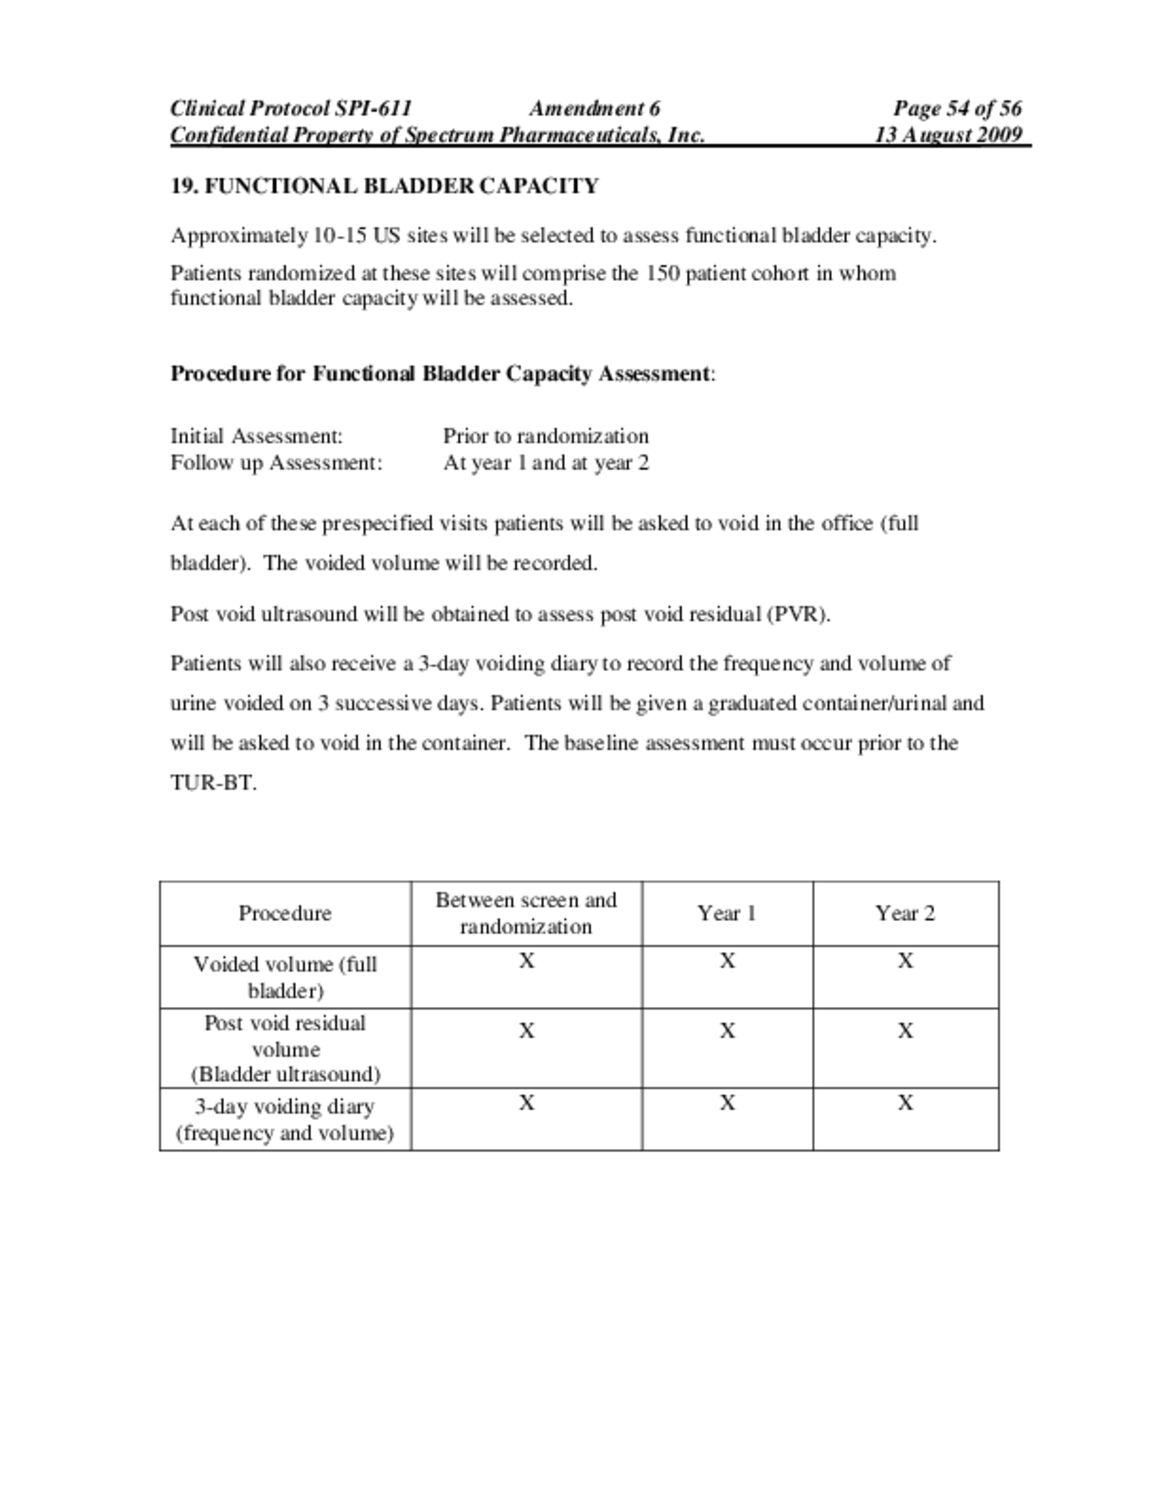 Clinical Protocol SPI-611 Amendment 6 Page 54 of 56
Confidential Property of Spectrum Pharmaceuticals, Inc. 13 August 2009
19. FUNCTIONAL BLADDER CAPACITY
Approximately 10-15 US sites will be selected to assess functional bladder capacity.
Patients randomized at these sites will comprise the 150 patient cohort in whom
functional bladder capacity will be assessed.
Procedure for Functional Bladder Capacity Assessment:
Initial Assessment: Prior to randomization
Follow up Assessment: At year 1 and at year 2
At each of these prespecified visits patients will be asked to void in the office (full
bladder). The voided volume will be recorded.
Post void ultrasound will be obtained to assess post void residual (PVR).
Patients will also receive a 3-day voiding diary to record the frequency and volume of
urine voided on 3 successive days. Patients will be given a graduated container/urinal and
will be asked to void in the container. The baseline assessment must occur prior to the
TUR-BT.
Procedure Between screen and randomization Year 1 Year 2
Voided volume (full
bladder) X X X
Post void residual
volume
(Bladder ultrasound) X X X
3-day voiding diary
(frequency and volume) X X X